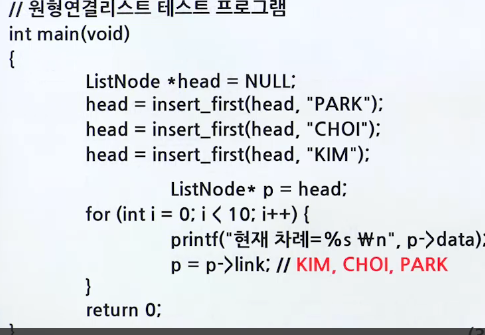 // 원형연결리스트 테스트 프로그램
int main(void)
{
ListNode *head = NULL;
head = insert_first(head, "PARK");
head = insert_first(head, "CHOI");
head = insert_first(head, "KIM");
ListNode* p = head;
for (int i = 0; i < 10; i++) {
printf("현재 차례=%s ₩n", p->data);
p = p->link; // KIM, CHOI, PARK
}
return 0;
}